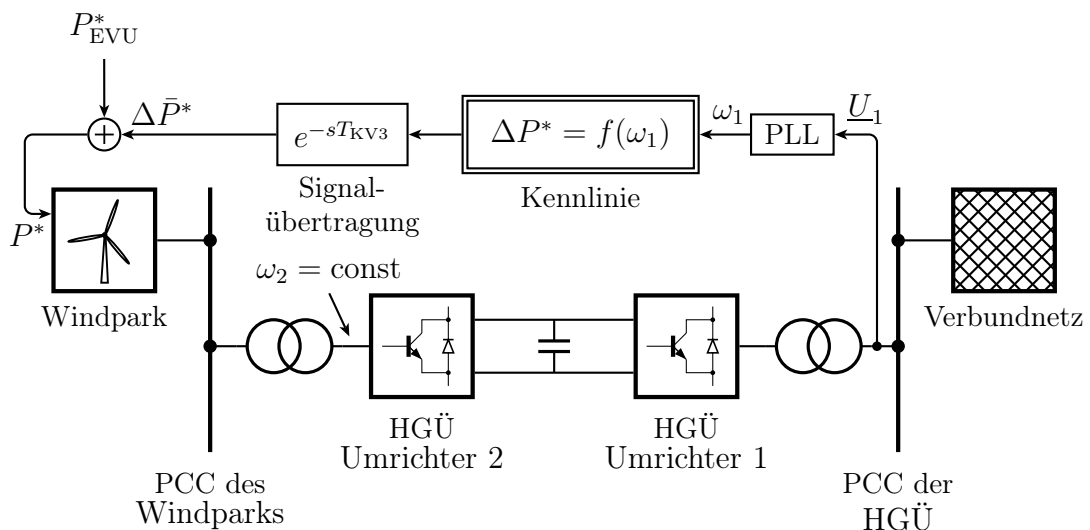 P*EVU
ΔP̄*
e^{-sT_KV3}
ΔP* = f(ω1)
ω1
PLL
U̲1
Signal-
übertragung
Kennlinie
P*
ω2 = const
Windpark
Verbundnetz
HGÜ
Umrichter 2
HGÜ
Umrichter 1
PCC des
Windparks
PCC der
HGÜ